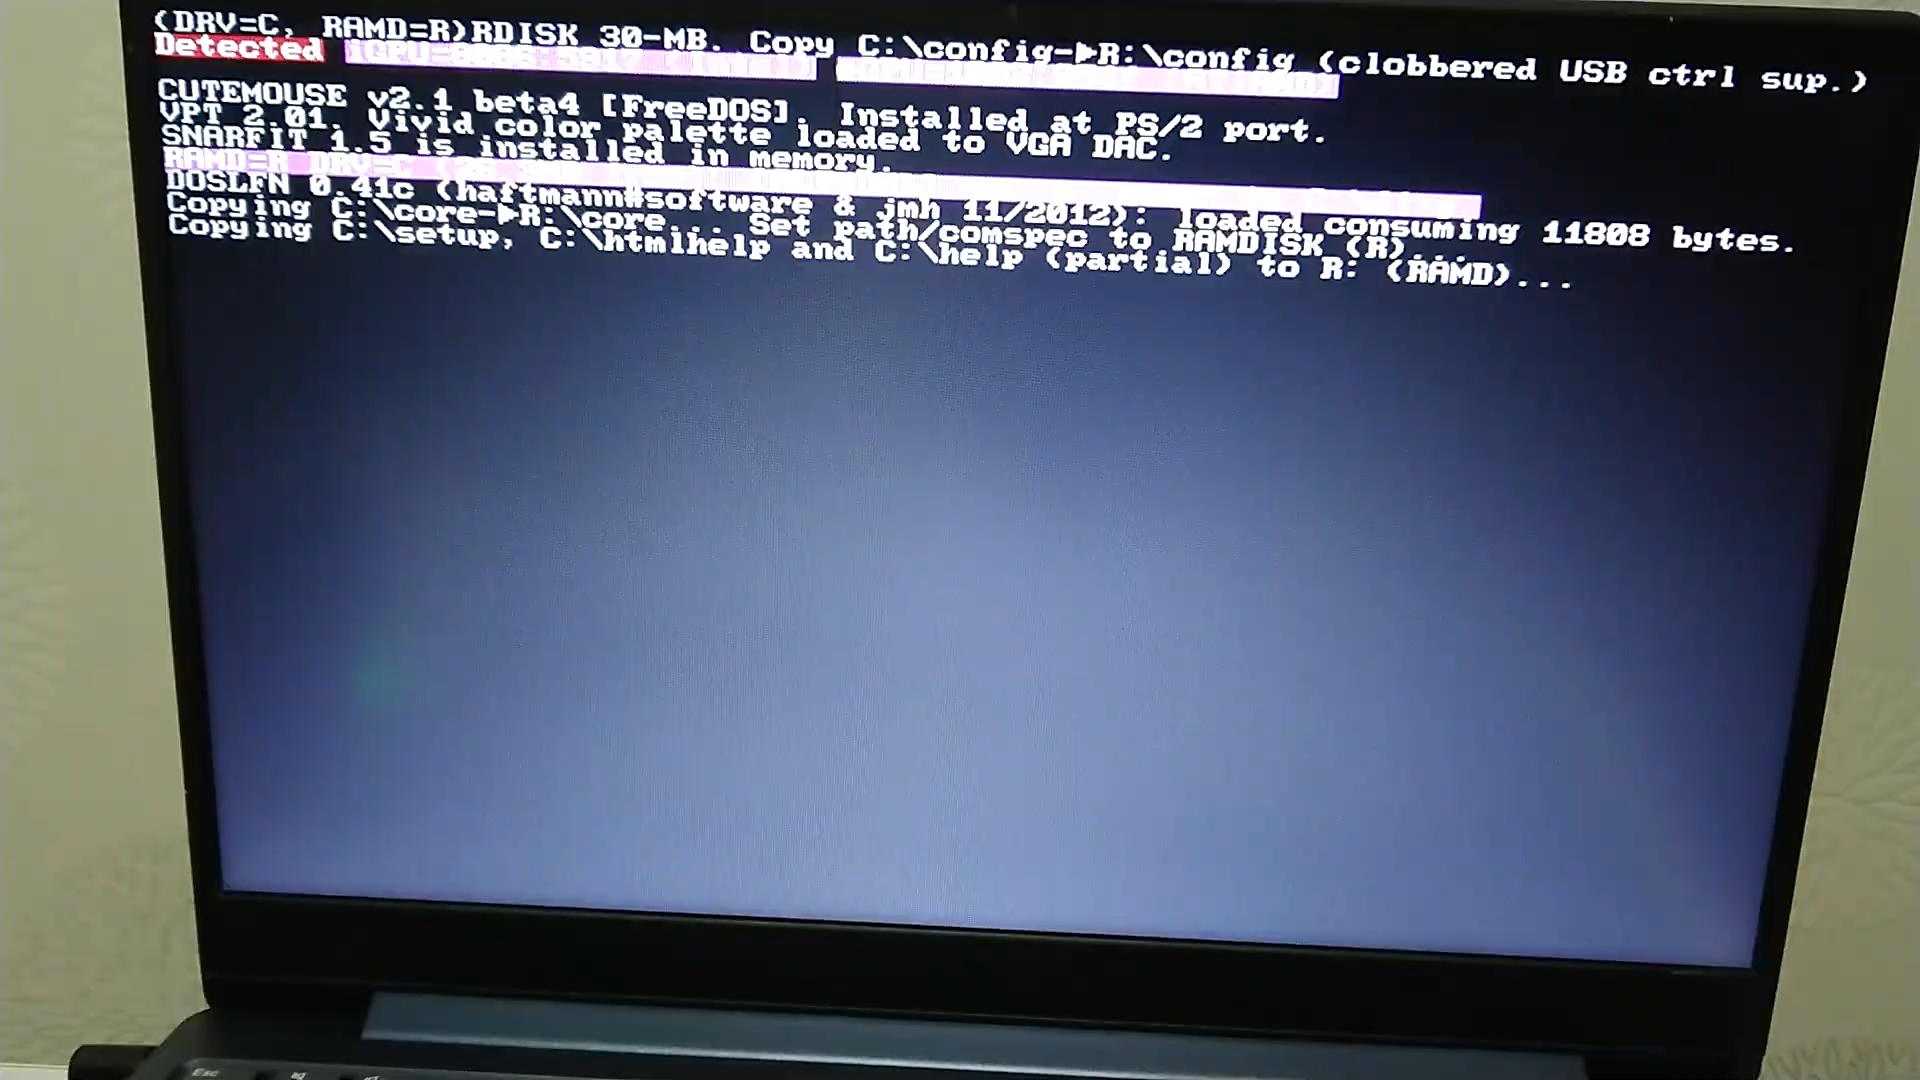 (DRV=C, RAMD=R)RDISK 30-MB. Copy C:\config-►R:\config (clobbered USB ctrl sup.)
Detected
CUTEMOUSE v2.1 beta4 [FreeDOS]. Installed at PS/2 port.
VPT 2.01. Vivid color palette loaded to VGA DAC.
SNARFIT 1.5 is installed in memory.
RAMD=R DRV=C
DOSLFN 0.41c (haftmann#software & jmh 11/2012): loaded consuming 11808 bytes.
Copying C:\core-►R:\core... Set path/comspec to RAMDISK (R)...
Copying C:\setup, C:\htmlhelp and C:\help (partial) to R: (RAMD)...
Esc